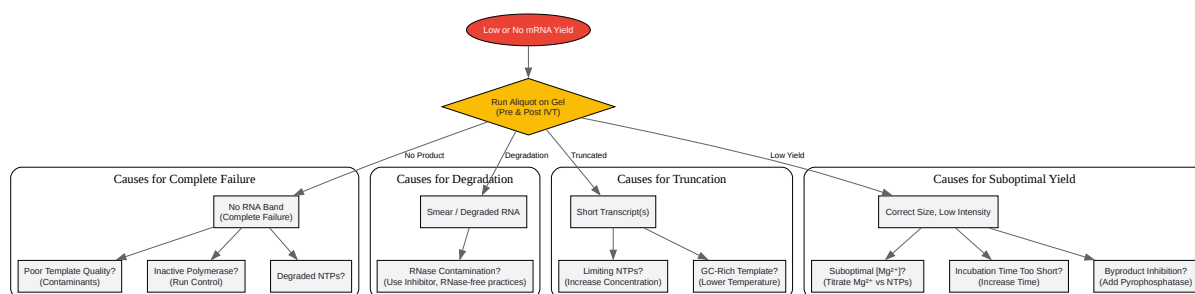 Low or No mRNA Yield
Run Aliquot on Gel
(Pre & Post IVT)
No Product
Degradation
Truncated
Low Yield
Causes for Complete Failure
No RNA Band
(Complete Failure)
Poor Template Quality?
(Contaminants)
Inactive Polymerase?
(Run Control)
Degraded NTPs?
Causes for Degradation
Smear / Degraded RNA
RNase Contamination?
(Use Inhibitor, RNase-free practices)
Causes for Truncation
Short Transcript(s)
Limiting NTPs?
(Increase Concentration)
GC-Rich Template?
(Lower Temperature)
Causes for Suboptimal Yield
Correct Size, Low Intensity
Suboptimal [Mg²⁺]?
(Titrate Mg²⁺ vs NTPs)
Incubation Time Too Short?
(Increase Time)
Byproduct Inhibition?
(Add Pyrophosphatase)